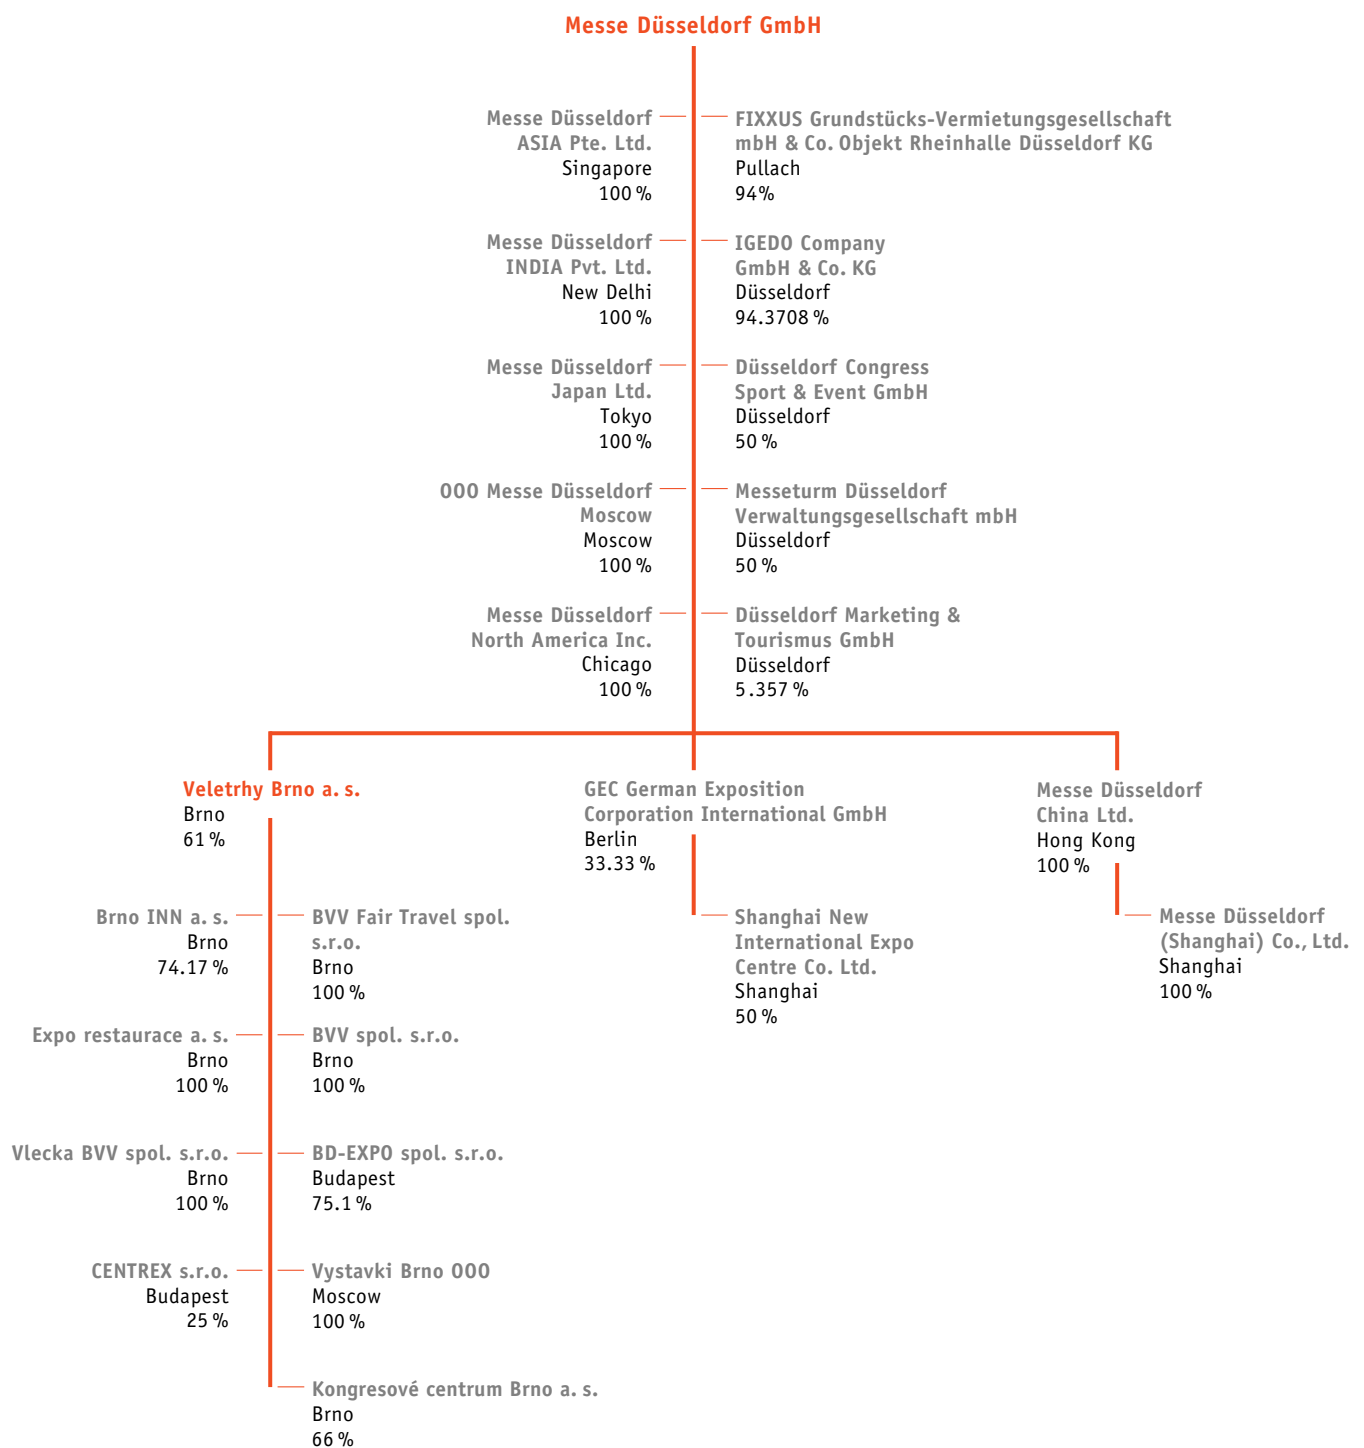 Messe Düsseldorf GmbH
Messe Düsseldorf
ASIA Pte. Ltd.
Singapore
100 %
FIXXUS Grundstücks-Vermietungsgesellschaft
mbH & Co. Objekt Rheinhalle Düsseldorf KG
Pullach
94%
Messe Düsseldorf
INDIA Pvt. Ltd.
New Delhi
100 %
IGEDO Company
GmbH & Co. KG
Düsseldorf
94.3708 %
Messe Düsseldorf
Japan Ltd.
Tokyo
100 %
Düsseldorf Congress
Sport & Event GmbH
Düsseldorf
50 %
OOO Messe Düsseldorf
Moscow
Moscow
100 %
Messeturm Düsseldorf
Verwaltungsgesellschaft mbH
Düsseldorf
50 %
Messe Düsseldorf
North America Inc.
Chicago
100 %
Düsseldorf Marketing &
Tourismus GmbH
Düsseldorf
5.357 %
Veletrhy Brno a. s.
Brno
61 %
GEC German Exposition
Corporation International GmbH
Berlin
33.33 %
Messe Düsseldorf
China Ltd.
Hong Kong
100 %
Brno INN a. s.
Brno
74.17 %
BVV Fair Travel spol.
s.r.o.
Brno
100 %
Shanghai New
International Expo
Centre Co. Ltd.
Shanghai
50 %
Messe Düsseldorf
(Shanghai) Co., Ltd.
Shanghai
100 %
Expo restaurace a. s.
Brno
100 %
BVV spol. s.r.o.
Brno
100 %
Vlecka BVV spol. s.r.o.
Brno
100 %
BD-EXPO spol. s.r.o.
Budapest
75.1 %
CENTREX s.r.o.
Budapest
25 %
Vystavki Brno OOO
Moscow
100 %
Kongresové centrum Brno a. s.
Brno
66 %